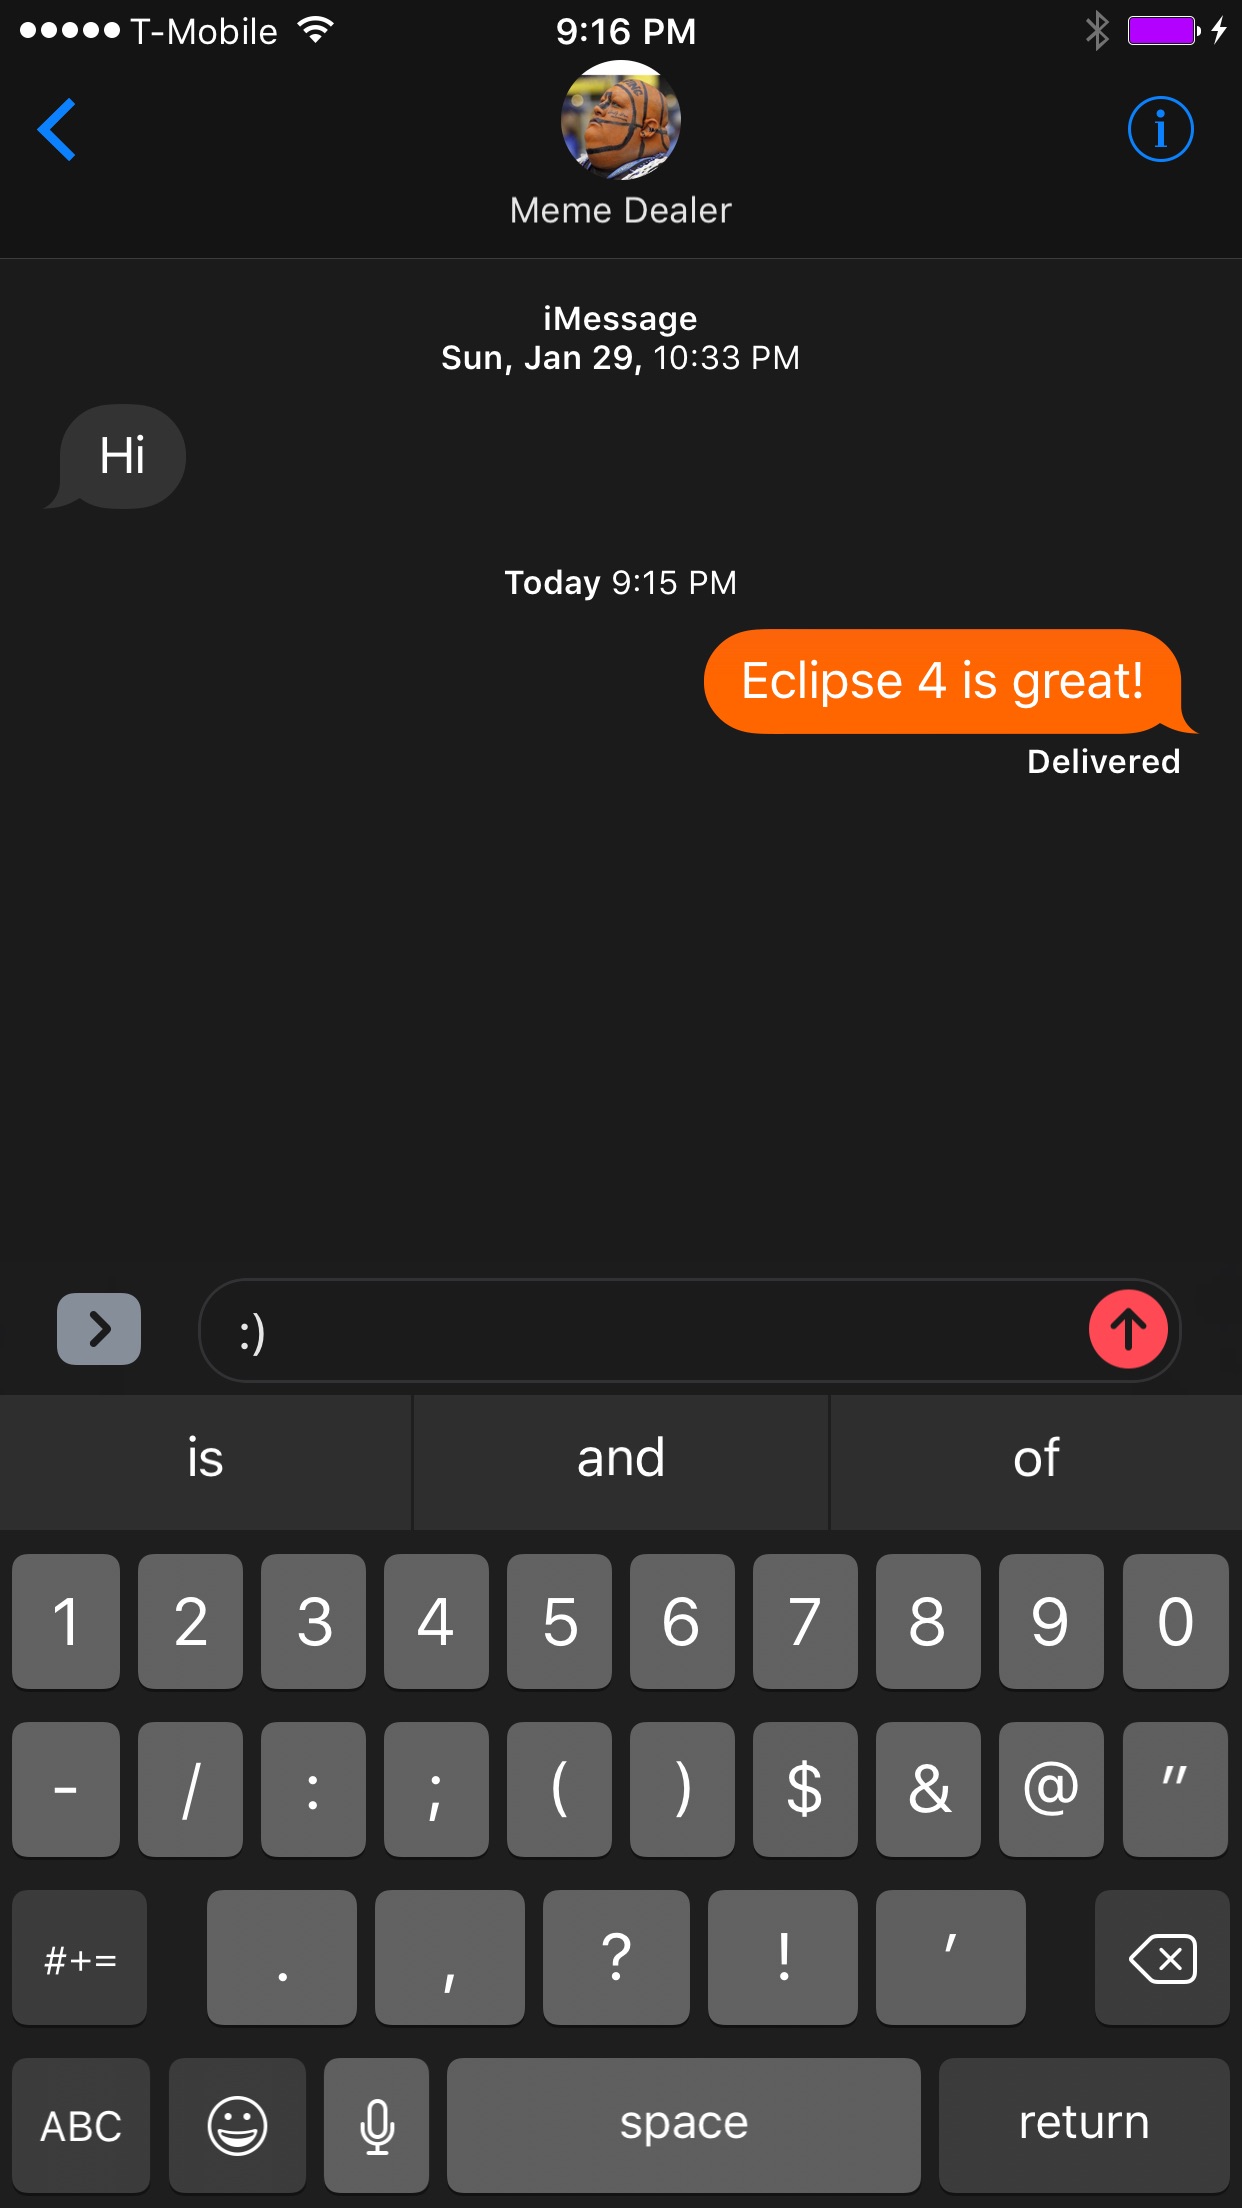 T-Mobile 9:16 PM
Meme Dealer
iMessage
Sun, Jan 29, 10:33 PM
Hi
Today 9:15 PM
Eclipse 4 is great!
Delivered
:)
is and of
1 2 3 4 5 6 7 8 9 0
- / : ; ( ) $ & @ "
#+= . , ? ! '
ABC space return